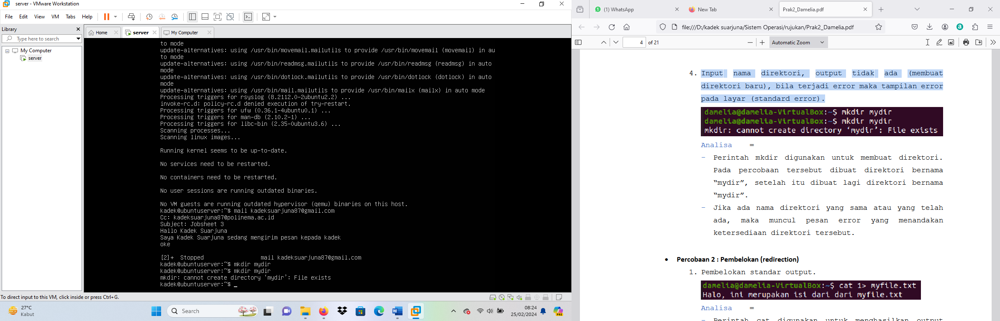 server - VMware Workstation
File Edit View VM Tabs Help
Library
Type here to search
My Computer
server
Home
server
My Computer
to mode
update-alternatives: using /usr/bin/movemail.mailutils to provide /usr/bin/movemail (movemail) in au
to mode
update-alternatives: using /usr/bin/readmsg.mailutils to provide /usr/bin/readmsg (readmsg) in auto
mode
update-alternatives: using /usr/bin/dotlock.mailutils to provide /usr/bin/dotlock (dotlock) in auto
mode
update-alternatives: using /usr/bin/mail.mailutils to provide /usr/bin/mailx (mailx) in auto mode
Processing triggers for rsyslog (8.2112.0-2ubuntu2.2) ...
invoke-rc.d: policy-rc.d denied execution of try-restart.
Processing triggers for ufw (0.36.1-4ubuntu0.1) ...
Processing triggers for man-db (2.10.2-1) ...
Processing triggers for libc-bin (2.35-0ubuntu3.6) ...
Scanning processes...
Scanning linux images...
Running kernel seems to be up-to-date.
No services need to be restarted.
No containers need to be restarted.
No user sessions are running outdated binaries.
No VM guests are running outdated hypervisor (qemu) binaries on this host.
kadek@ubuntuserver:~$ mail kadeksuarjuna87@gmail.com
Cc: kadeksuarjuna87@polinema.ac.id
Subject: Jobsheet 3
Hallo Kadek Suarjuna
Saya Kadek Suarjuna sedang mengirim pesan kepada kadek
oke
[2]+  Stopped                 mail kadeksuarjuna87@gmail.com
kadek@ubuntuserver:~$ mkdir mydir
kadek@ubuntuserver:~$ mkdir mydir
mkdir: cannot create directory ‘mydir’: File exists
kadek@ubuntuserver:~$ _
To direct input to this VM, click inside or press Ctrl+G.
27°C
Kabut
Search
PRE
08:24
25/02/2024
1
(1) WhatsApp
New Tab
Prak2_Damelia.pdf
file:///D:/kadek suarjuna/Sistem Operasi/rujukan/Prak2_Damelia.pdf
a
4 of 21
Automatic Zoom
4. Input nama direktori, output tidak ada (membuat
direktori baru), bila terjadi error maka tampilan error
pada layar (standard error).
damelia@damelia-VirtualBox:~$ mkdir mydir
damelia@damelia-VirtualBox:~$ mkdir mydir
mkdir: cannot create directory ‘mydir’: File exists
Analisa =
- Perintah mkdir digunakan untuk membuat direktori.
Pada percobaan tersebut dibuat direktori bernama
“mydir”, setelah itu dibuat lagi direktori bernama
“mydir”.
- Jika ada nama direktori yang sama atau yang telah
ada, maka muncul pesan error yang menandakan
ketersediaan direktori tersebut.
• Percobaan 2 : Pembelokan (redirection)
1. Pembelokan standar output.
damelia@damelia-VirtualBox:~$ cat 1> myfile.txt
Halo, ini merupakan isi dari dari myfile.txt
Analisa =
- Perintah cat digunakan untuk menghasilkan output